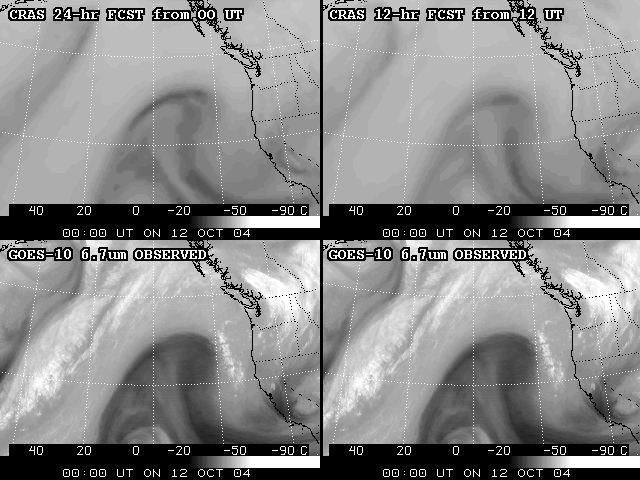 CRAS 24-hr FCST from 00 UT
CRAS 12-hr FCST from 12 UT
40 20 0 -20 -50 -90 C
40 20 0 -20 -50 -90 C
00:00 UT ON 12 OCT 04
00:00 UT ON 12 OCT 04
GOES-10 6.7um OBSERVED
GOES-10 6.7um OBSERVED
40 20 0 -20 -50 -90 C
40 20 0 -20 -50 -90 C
00:00 UT ON 12 OCT 04
00:00 UT ON 12 OCT 04